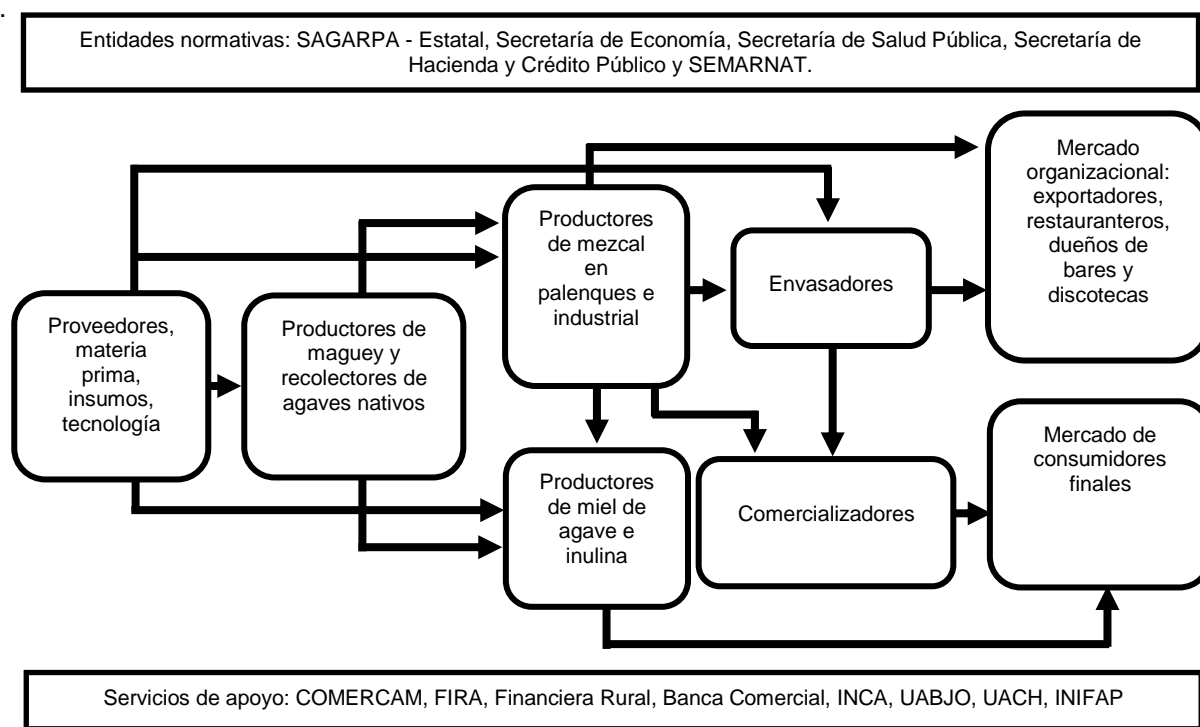 .
Entidades normativas: SAGARPA - Estatal, Secretaría de Economía, Secretaría de Salud Pública, Secretaría de
Hacienda y Crédito Público y SEMARNAT.
Proveedores,
materia
prima,
insumos,
tecnología
Productores de
maguey y
recolectores de
agaves nativos
Productores
de mezcal
en
palenques e
industrial
Productores
de miel de
agave e
inulina
Envasadores
Comercializadores
Mercado
organizacional:
exportadores,
restauranteros,
dueños de
bares y
discotecas
Mercado de
consumidores
finales
Servicios de apoyo: COMERCAM, FIRA, Financiera Rural, Banca Comercial, INCA, UABJO, UACH, INIFAP